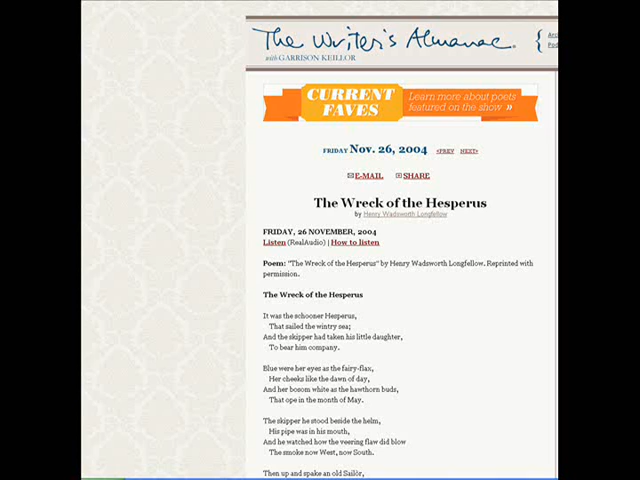 The Writer's Almanac.
with GARRISON KEILLOR
{
CURRENT FAVES
Learn more about poets featured on the show »
FRIDAY Nov. 26, 2004 <PREV NEXT>
E-MAIL SHARE
The Wreck of the Hesperus
by Henry Wadsworth Longfellow
FRIDAY, 26 NOVEMBER, 2004
Listen (RealAudio) | How to listen
Poem: "The Wreck of the Hesperus" by Henry Wadsworth Longfellow. Reprinted with
permission.
The Wreck of the Hesperus
It was the schooner Hesperus,
That sailed the wintry sea;
And the skipper had taken his little daughter,
To bear him company.
Blue were her eyes as the fairy-flax,
Her cheeks like the dawn of day,
And her bosom white as the hawthorn buds,
That ope in the month of May.
The skipper he stood beside the helm,
His pipe was in his mouth,
And he watched how the veering flaw did blow
The smoke now West, now South.
Then up and spake an old Sailòr,